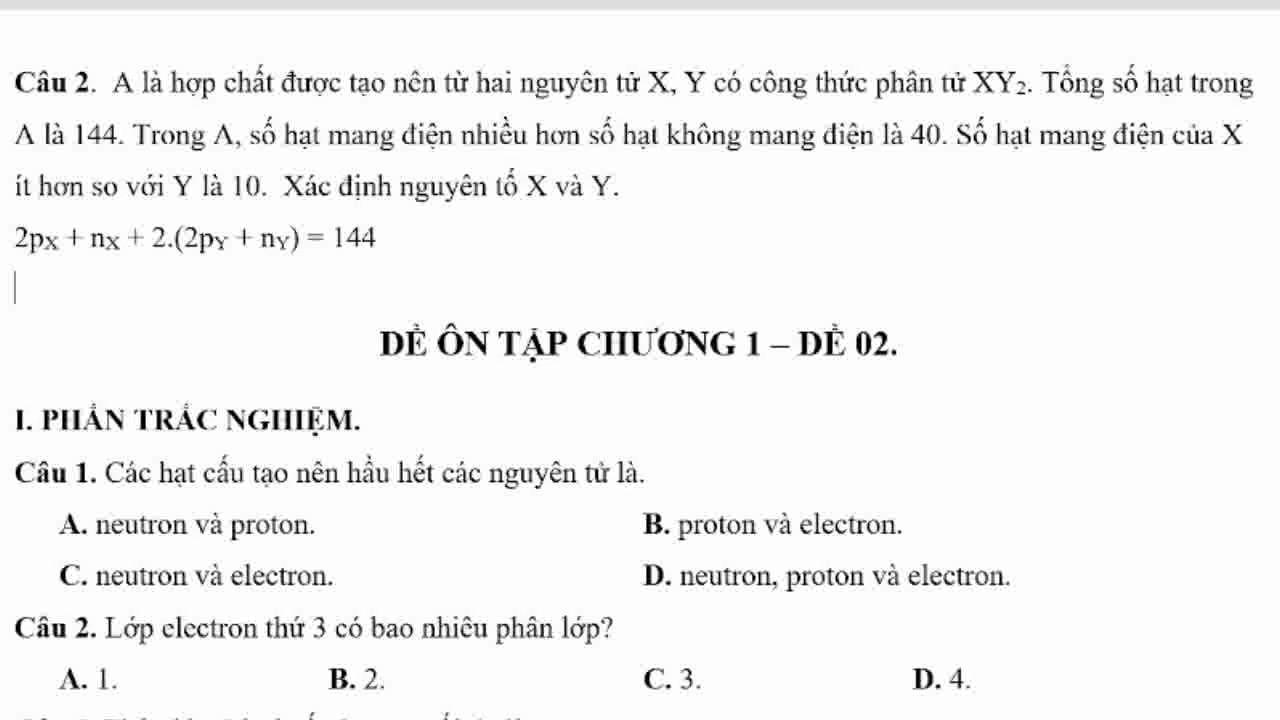 Câu 2. A là hợp chất được tạo nên từ hai nguyên tử X, Y có công thức phân tử XY₂. Tổng số hạt trong
A là 144. Trong A, số hạt mang điện nhiều hơn số hạt không mang điện là 40. Số hạt mang điện của X
ít hơn so với Y là 10. Xác định nguyên tố X và Y.
2pX + nX + 2.(2pY + nY) = 144
ĐỀ ÔN TẬP CHƯƠNG 1 – ĐỀ 02.
I. PHẦN TRẮC NGHIỆM.
Câu 1. Các hạt cấu tạo nên hầu hết các nguyên tử là.
A. neutron và proton. B. proton và electron.
C. neutron và electron. D. neutron, proton và electron.
Câu 2. Lớp electron thứ 3 có bao nhiêu phân lớp?
A. 1. B. 2. C. 3. D. 4.